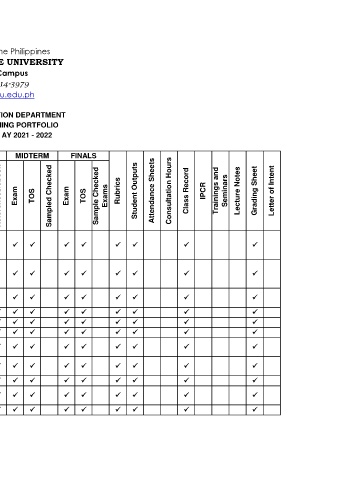 ne Philippines
E UNIVERSITY
Campus
14-3979
u.edu.ph
ION DEPARTMENT
NING PORTFOLIO
AY 2021 - 2022
MIDTERM FINALS
Exam TOS Sampled Checked Exam TOS Sample Checked Exams Rubrics Student Outputs Attendance Sheets Consultation Hours Class Record IPCR Trainings and Seminars Lecture Notes Grading Sheet Letter of Intent
✓ ✓ ✓ ✓ ✓ ✓ ✓ ✓
✓ ✓ ✓ ✓ ✓ ✓ ✓ ✓
✓ ✓ ✓ ✓ ✓ ✓ ✓ ✓
✓ ✓ ✓ ✓ ✓ ✓ ✓ ✓
✓ ✓ ✓ ✓ ✓ ✓ ✓ ✓
✓ ✓ ✓ ✓ ✓ ✓ ✓ ✓
✓ ✓ ✓ ✓ ✓ ✓ ✓ ✓
✓ ✓ ✓ ✓ ✓ ✓ ✓ ✓
✓ ✓ ✓ ✓ ✓ ✓ ✓ ✓
✓ ✓ ✓ ✓ ✓ ✓ ✓ ✓
✓ ✓ ✓ ✓ ✓ ✓ ✓ ✓